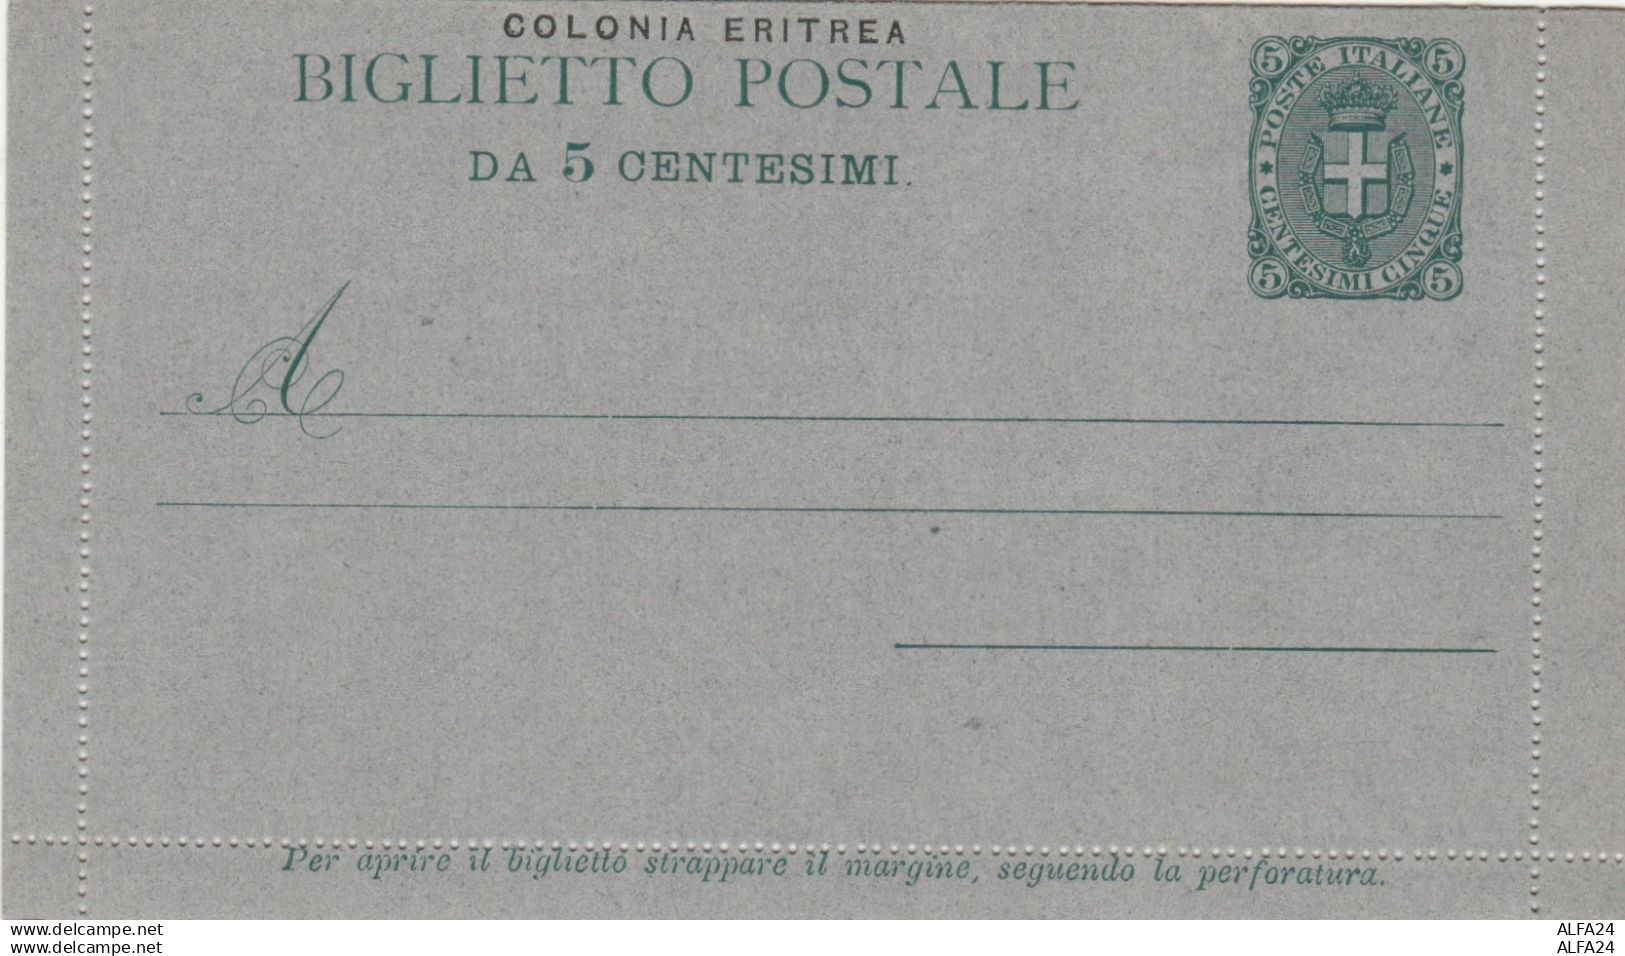 COLONIA ERITREA
BIGLIETTO POSTALE
DA 5 CENTESIMI.
5 5
POSTE ITALIANE
CENTESIMI CINQUE
5 5
A
Per aprire il biglietto strappare il margine, seguendo la perforatura.
www.delcampe.net ALFA24
www.delcampe.net ALFA24